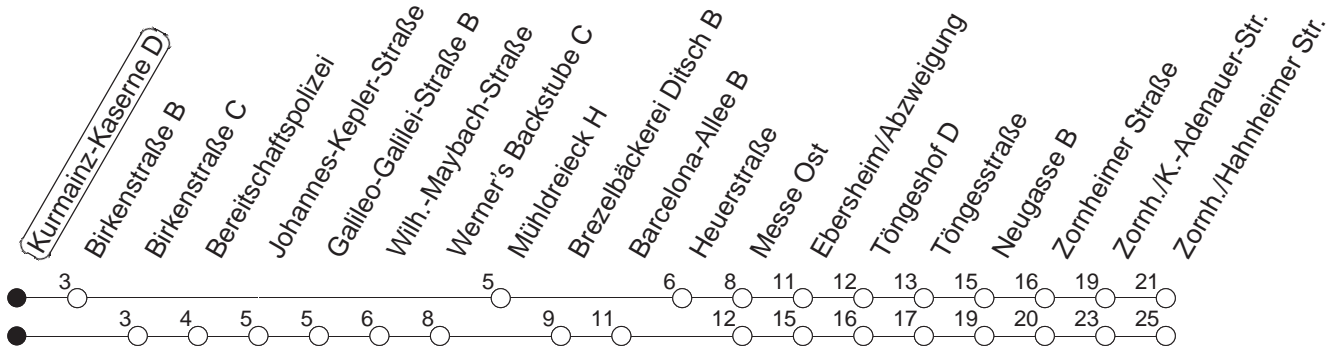 Kurmainz-Kaserne D
Birkenstraße B
Birkenstraße C
Bereitschaftspolizei
Johannes-Kepler-Straße
Galileo-Galilei-Straße B
Wilh.-Maybach-Straße
Werner's Backstube C
Mühldreieck H
Brezelbäckerei Ditsch B
Barcelona-Allee B
Heuerstraße
Messe Ost
Ebersheim/Abzweigung
Töngeshof D
Töngesstraße
Neugasse B
Zornheimer Straße
Zornh./K.-Adenauer-Str.
Zornh./Hahnheimer Str.
3 5 6 8 11 12 13 15 16 19 21
3 4 5 5 6 8 9 11 12 15 16 17 19 20 23 25